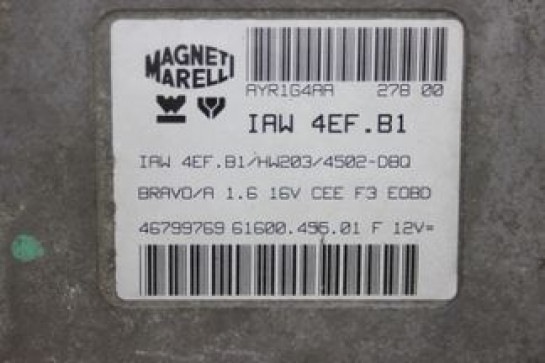 MAGNETI
MARELLI
AYR1G4AA 278 00
IAW 4EF.B1
IAW 4EF.B1/HW203/4502-D8Q
BRAVO/A 1.6 16V CEE F3 EOBD
46799769 61600.456.01 F 12V=